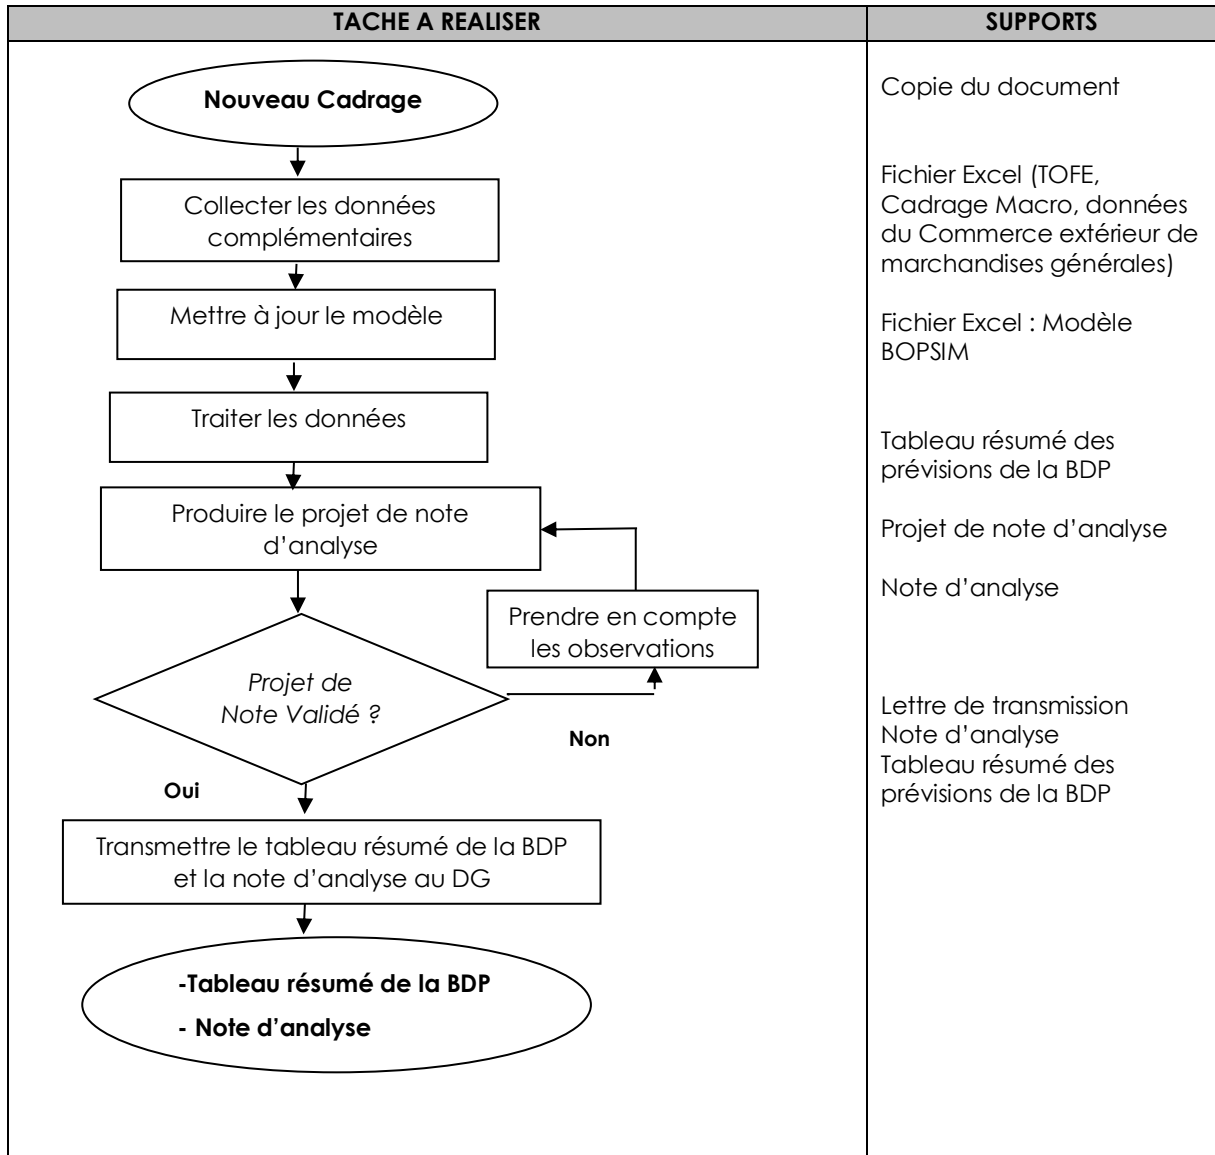 TACHE A REALISER
SUPPORTS
Nouveau Cadrage
Collecter les données
complémentaires
Mettre à jour le modèle
Traiter les données
Produire le projet de note
d’analyse
Prendre en compte
les observations
Projet de
Note Validé ?
Non
Oui
Transmettre le tableau résumé de la BDP
et la note d’analyse au DG
-Tableau résumé de la BDP
- Note d’analyse
Copie du document
Fichier Excel (TOFE,
Cadrage Macro, données
du Commerce extérieur de
marchandises générales)
Fichier Excel : Modèle
BOPSIM
Tableau résumé des
prévisions de la BDP
Projet de note d’analyse
Note d’analyse
Lettre de transmission
Note d’analyse
Tableau résumé des
prévisions de la BDP